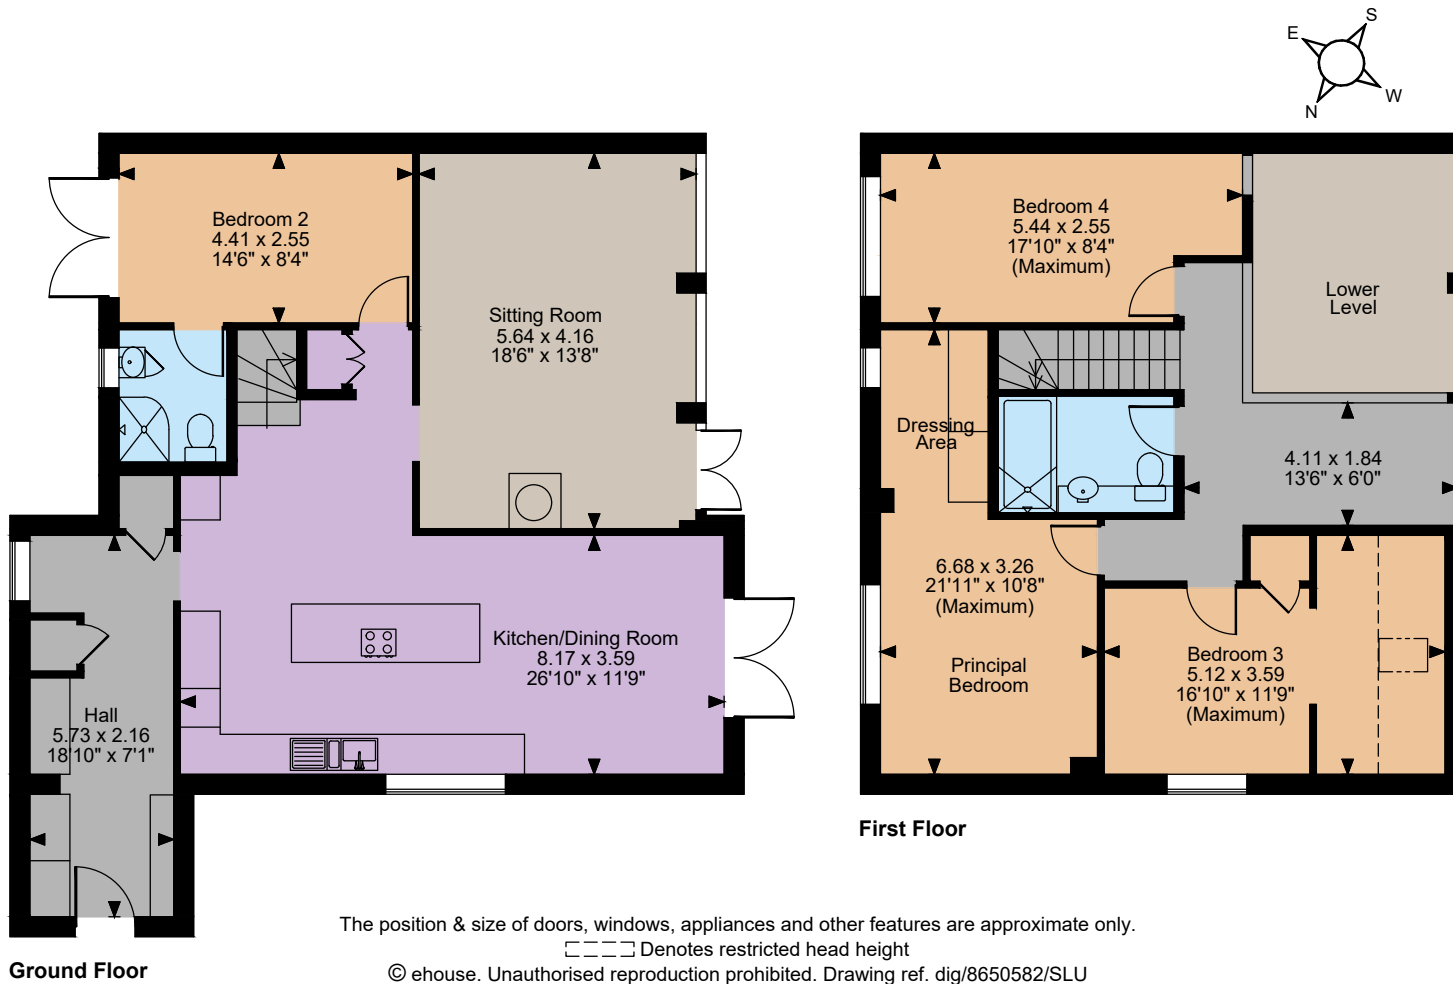 S
E
W
N
Bedroom 2
4.41 x 2.55
14'6" x 8'4"
Sitting Room
5.64 x 4.16
18'6" x 13'8"
Kitchen/Dining Room
8.17 x 3.59
26'10" x 11'9"
Hall
5.73 x 2.16
18'10" x 7'1"
Ground Floor
Bedroom 4
5.44 x 2.55
17'10" x 8'4"
(Maximum)
Lower
Level
Dressing
Area
4.11 x 1.84
13'6" x 6'0"
6.68 x 3.26
21'11" x 10'8"
(Maximum)
Principal
Bedroom
Bedroom 3
5.12 x 3.59
16'10" x 11'9"
(Maximum)
First Floor
The position & size of doors, windows, appliances and other features are approximate only.
Denotes restricted head height
© ehouse. Unauthorised reproduction prohibited. Drawing ref. dig/8650582/SLU